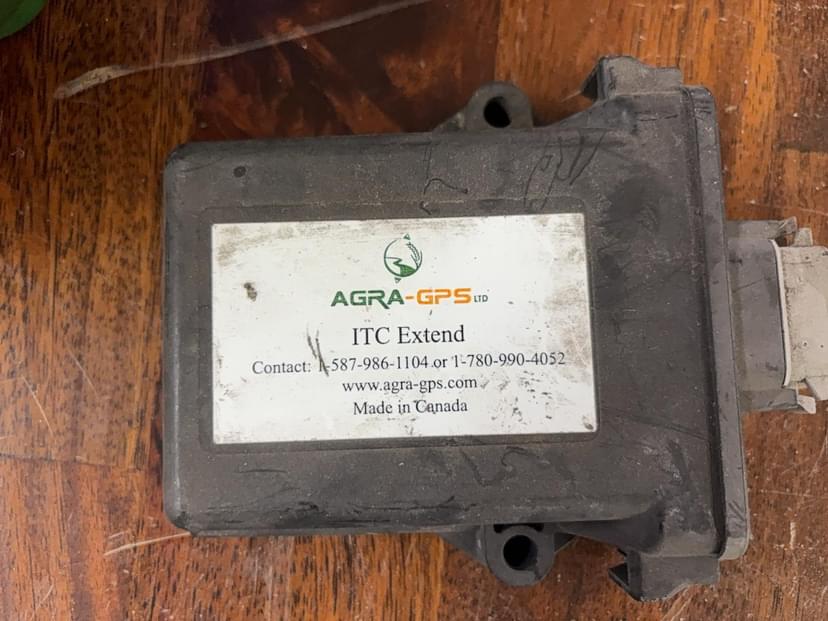 AGRA-GPS LTD
ITC Extend
Contact: 1-587-986-1104 or 1-780-990-4052
www.agra-gps.com
Made in Canada